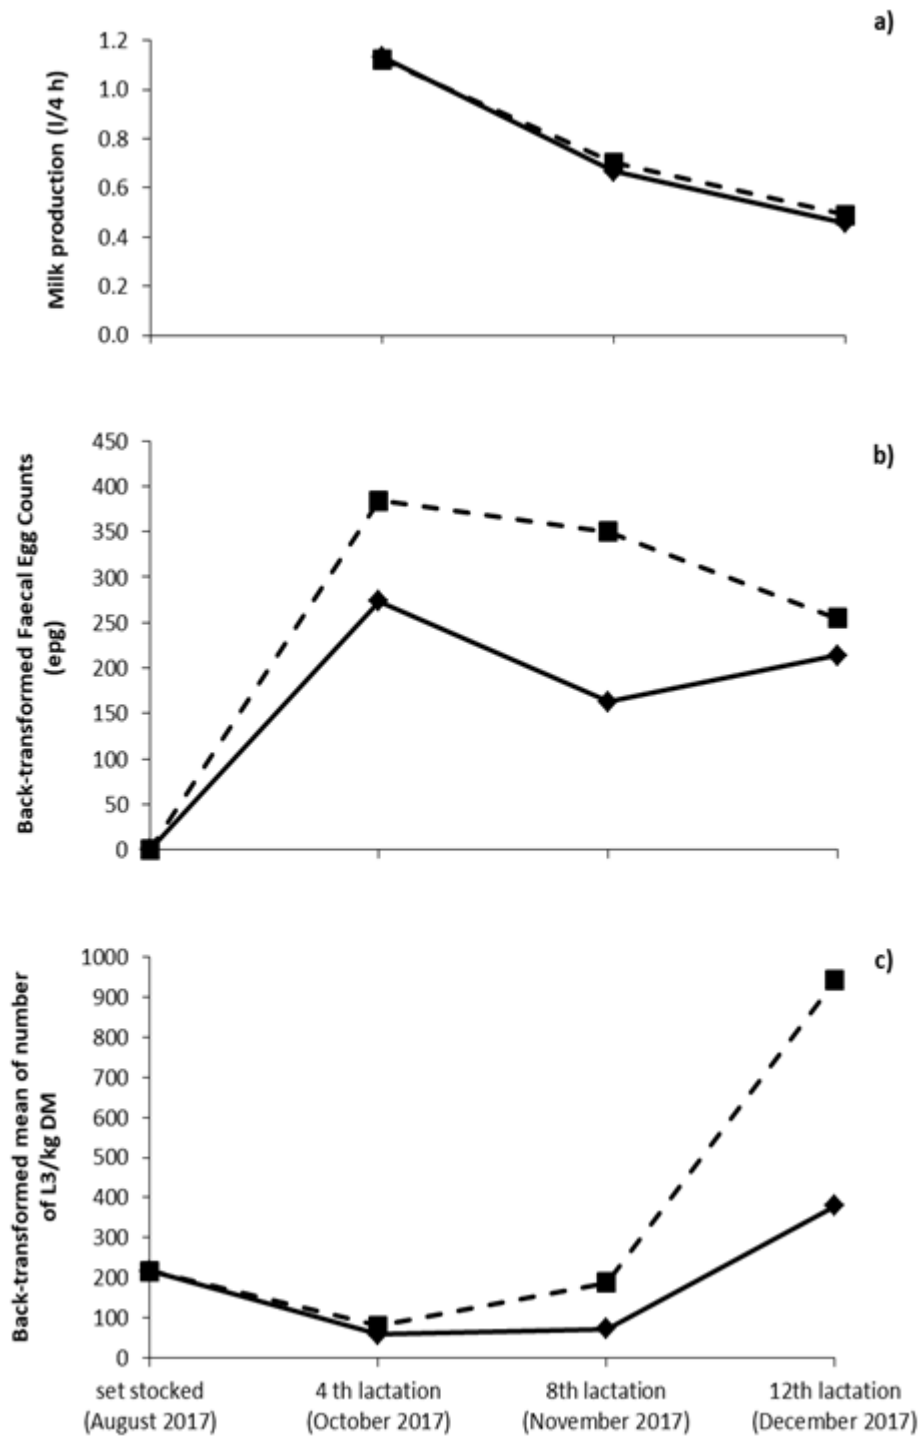 a)
Milk production (l/4 h)
1.2
1.0
0.8
0.6
0.4
0.2
0.0
b)
Back-transformed Faecal Egg Counts
(epg)
450
400
350
300
250
200
150
100
50
0
c)
Back-transformed mean of number
of L3/kg DM
1000
900
800
700
600
500
400
300
200
100
0
set stocked
(August 2017)
4 th lactation
(October 2017)
8th lactation
(November 2017)
12th lactation
(December 2017)